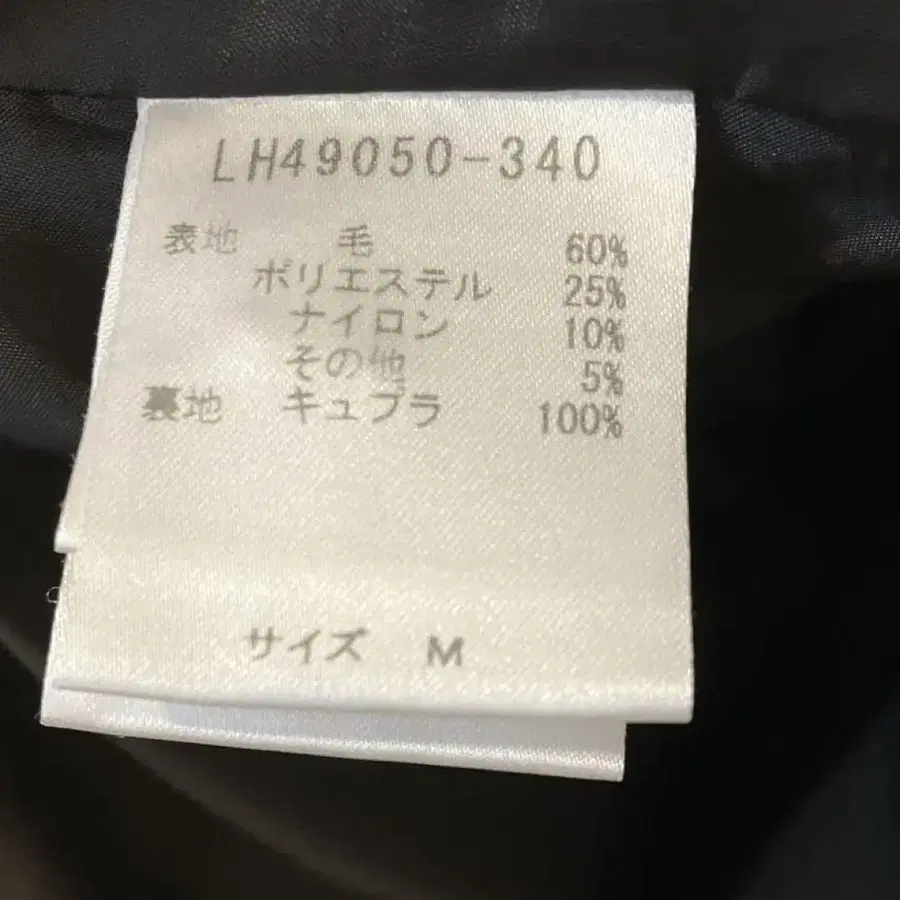 LH49050-340
表地 毛 60%
ポリエステル 25%
ナイロン 10%
その他 5%
裏地 キュプラ 100%
サイズ M